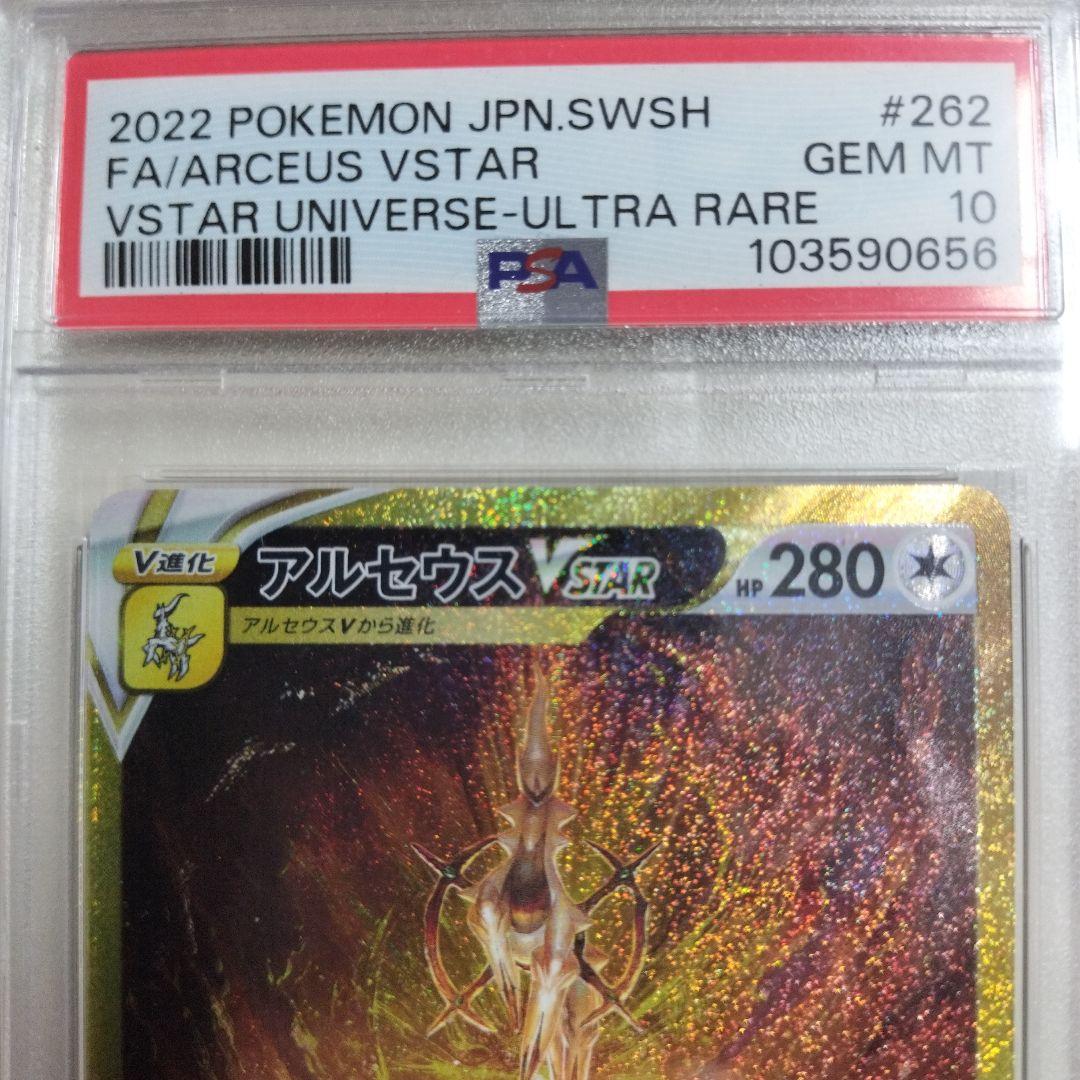 2022 POKEMON JPN.SWSH #262
FA/ARCEUS VSTAR GEM MT
VSTAR UNIVERSE-ULTRA RARE 10
PSA 103590656
V進化 アルセウス VSTAR HP 280
アルセウスVから進化